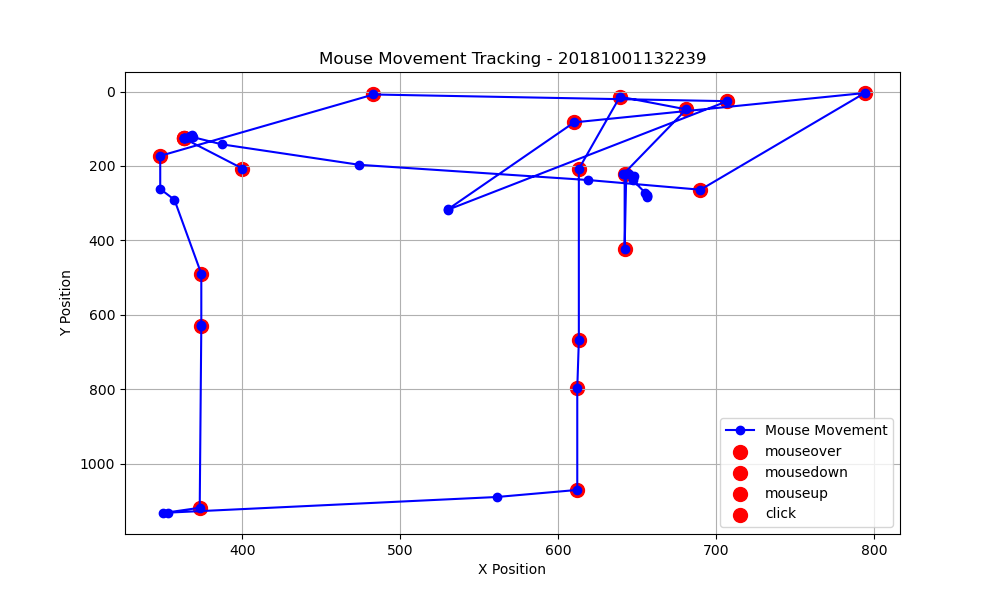 Mouse Movement Tracking - 20181001132239
Y Position
0
200
400
600
800
1000
400
500
600
700
800
X Position
Mouse Movement
mouseover
mousedown
mouseup
click